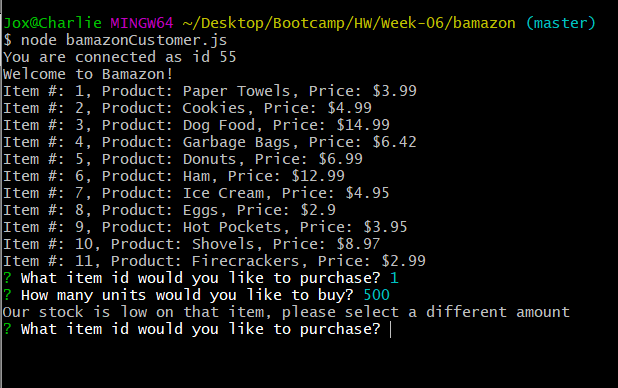 Jox@Charlie MINGW64 ~/Desktop/Bootcamp/HW/Week-06/bamazon (master)
$ node bamazonCustomer.js
You are connected as id 55
Welcome to Bamazon!
Item #: 1, Product: Paper Towels, Price: $3.99
Item #: 2, Product: Cookies, Price: $4.99
Item #: 3, Product: Dog Food, Price: $14.99
Item #: 4, Product: Garbage Bags, Price: $6.42
Item #: 5, Product: Donuts, Price: $6.99
Item #: 6, Product: Ham, Price: $12.99
Item #: 7, Product: Ice Cream, Price: $4.95
Item #: 8, Product: Eggs, Price: $2.9
Item #: 9, Product: Hot Pockets, Price: $3.95
Item #: 10, Product: Shovels, Price: $8.97
Item #: 11, Product: Firecrackers, Price: $2.99
? What item id would you like to purchase? 1
? How many units would you like to buy? 500
Our stock is low on that item, please select a different amount
? What item id would you like to purchase?